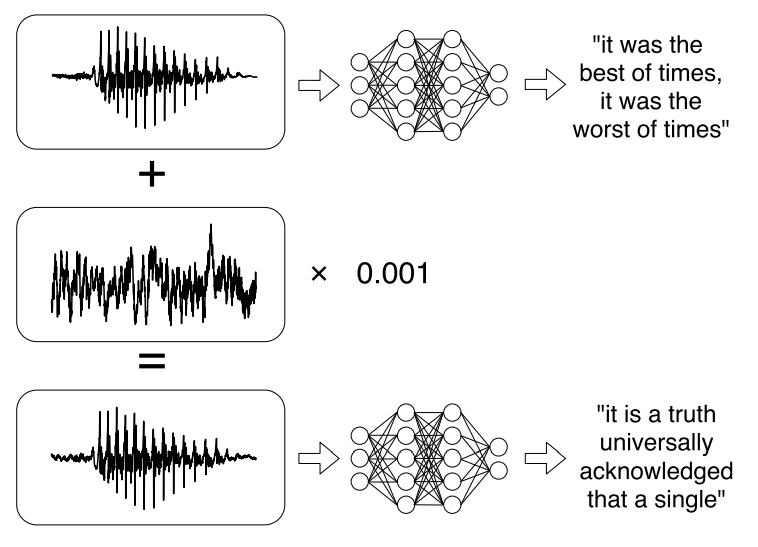 "it was the
best of times,
it was the
worst of times"
+
× 0.001
=
"it is a truth
universally
acknowledged
that a single"